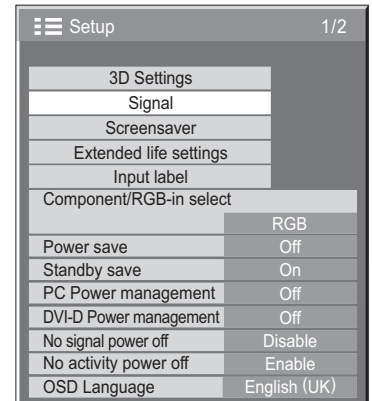 Setup 1/2
3D Settings
Signal
Screensaver
Extended life settings
Input label
Component/RGB-in select
RGB
Power save Off
Standby save On
PC Power management Off
DVI-D Power management Off
No signal power off Disable
No activity power off Enable
OSD Language English (UK)